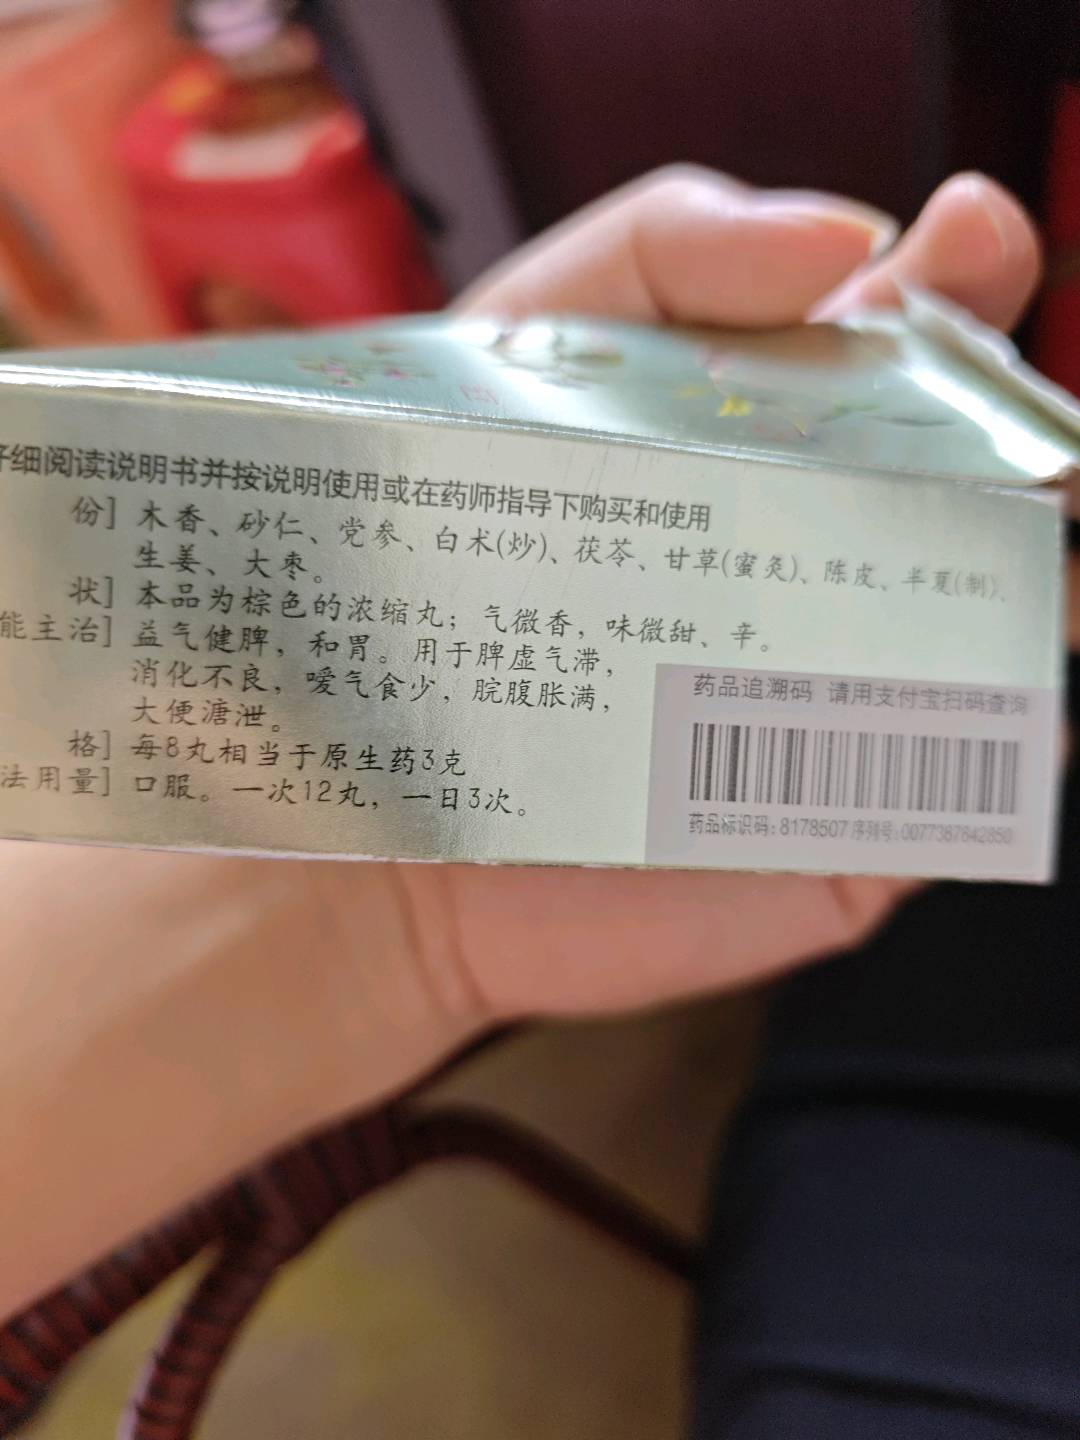 细阅读说明书并按说明使用或在药师指导下购买和使用
份] 木香、砂仁、党参、白术(炒)、茯苓、甘草(蜜炙)、陈皮、半夏(制)、
生姜、大枣。
状] 本品为棕色的浓缩丸；气微香，味微甜、辛。
能主治] 益气健脾，和胃。用于脾虚气滞，
消化不良，嗳气食少，脘腹胀满，
大便溏泄。
格] 每8丸相当于原生药3克
法用量] 口服。一次12丸，一日3次。
药品追溯码 请用支付宝扫码查询
药品标识码：8178507 序列号：0077387842850